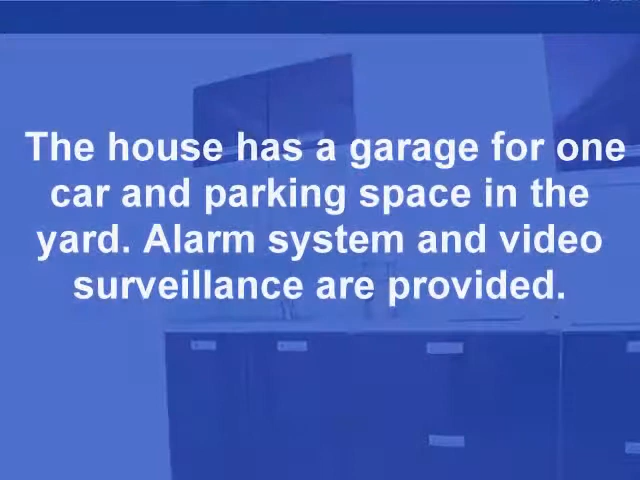 The house has a garage for one
car and parking space in the
yard. Alarm system and video
surveillance are provided.